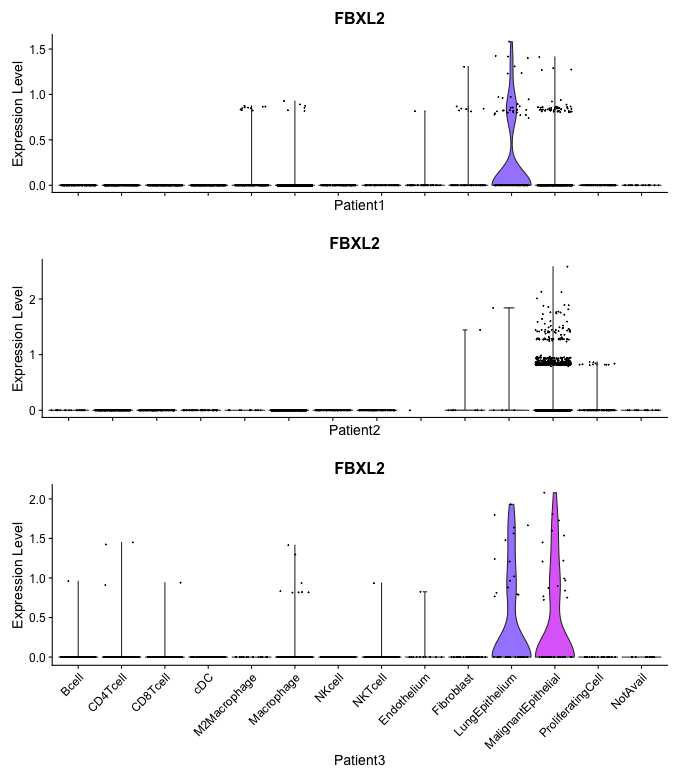 FBXL2
Expression Level
1.5
1.0
0.5
0.0
Patient1
FBXL2
Expression Level
2
1
0
Patient2
FBXL2
Expression Level
2.0
1.5
1.0
0.5
0.0
Bcell
CD4Tcell
CD8Tcell
cDC
M2Macrophage
Macrophage
NKcell
NKTcell
Endothelium
Fibroblast
LungEpithelium
MalignantEpithelial
ProliferatingCell
NotAvail
Patient3